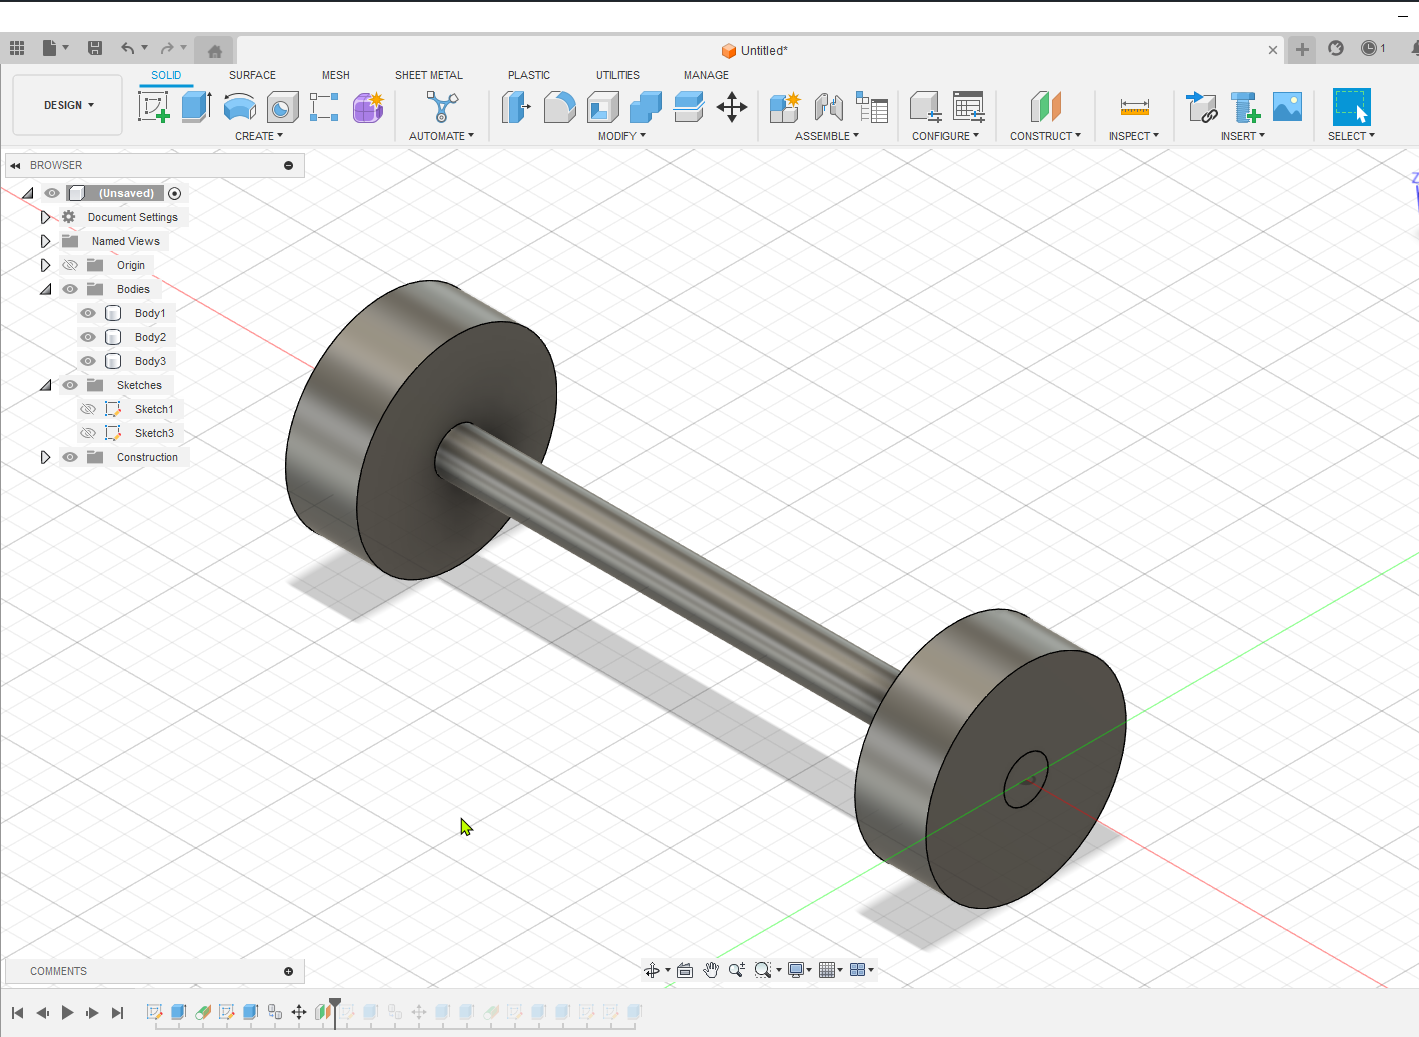 Untitled*
1
DESIGN
SOLID SURFACE MESH SHEET METAL PLASTIC UTILITIES MANAGE
CREATE AUTOMATE MODIFY ASSEMBLE CONFIGURE CONSTRUCT INSPECT INSERT SELECT
BROWSER
(Unsaved)
Document Settings
Named Views
Origin
Bodies
Body1
Body2
Body3
Sketches
Sketch1
Sketch3
Construction
Z
COMMENTS